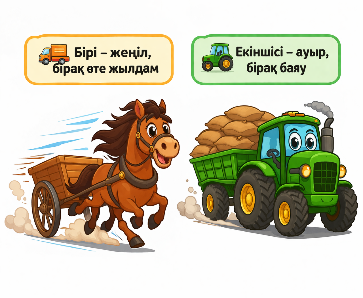 Бірі – жеңіл,
бірақ өте жылдам
Екіншісі – ауыр,
бірақ баяу